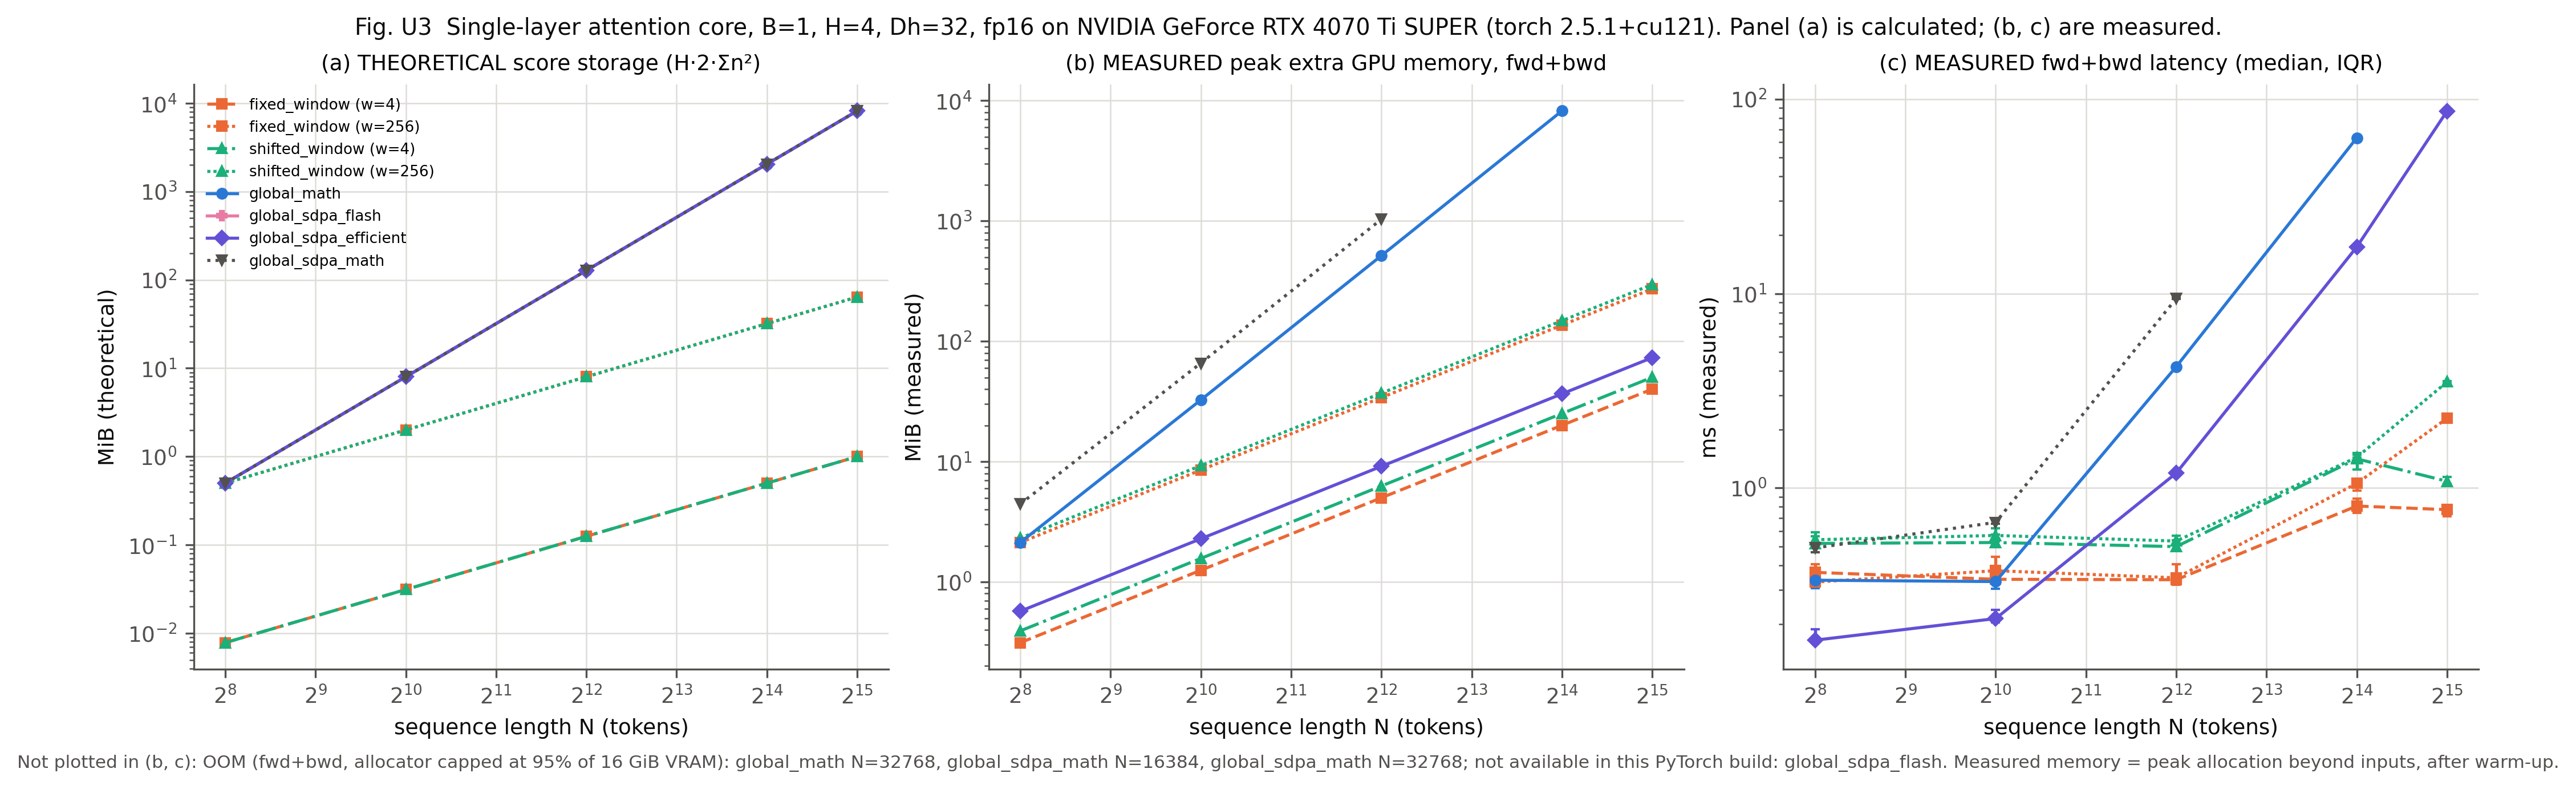 Fig. U3  Single-layer attention core, B=1, H=4, Dh=32, fp16 on NVIDIA GeForce RTX 4070 Ti SUPER (torch 2.5.1+cu121). Panel (a) is calculated; (b, c) are measured.
(a) THEORETICAL score storage (H·2·Σn²)
10⁴
10³
10²
10¹
10⁰
10⁻¹
10⁻²
MiB (theoretical)
fixed_window (w=4)
fixed_window (w=256)
shifted_window (w=4)
shifted_window (w=256)
global_math
global_sdpa_flash
global_sdpa_efficient
global_sdpa_math
2⁸ 2⁹ 2¹⁰ 2¹¹ 2¹² 2¹³ 2¹⁴ 2¹⁵
sequence length N (tokens)
(b) MEASURED peak extra GPU memory, fwd+bwd
10⁴
10³
10²
10¹
10⁰
MiB (measured)
2⁸ 2⁹ 2¹⁰ 2¹¹ 2¹² 2¹³ 2¹⁴ 2¹⁵
sequence length N (tokens)
(c) MEASURED fwd+bwd latency (median, IQR)
10²
10¹
10⁰
ms (measured)
2⁸ 2⁹ 2¹⁰ 2¹¹ 2¹² 2¹³ 2¹⁴ 2¹⁵
sequence length N (tokens)
Not plotted in (b, c): OOM (fwd+bwd, allocator capped at 95% of 16 GiB VRAM): global_math N=32768, global_sdpa_math N=16384, global_sdpa_math N=32768; not available in this PyTorch build: global_sdpa_flash. Measured memory = peak allocation beyond inputs, after warm-up.